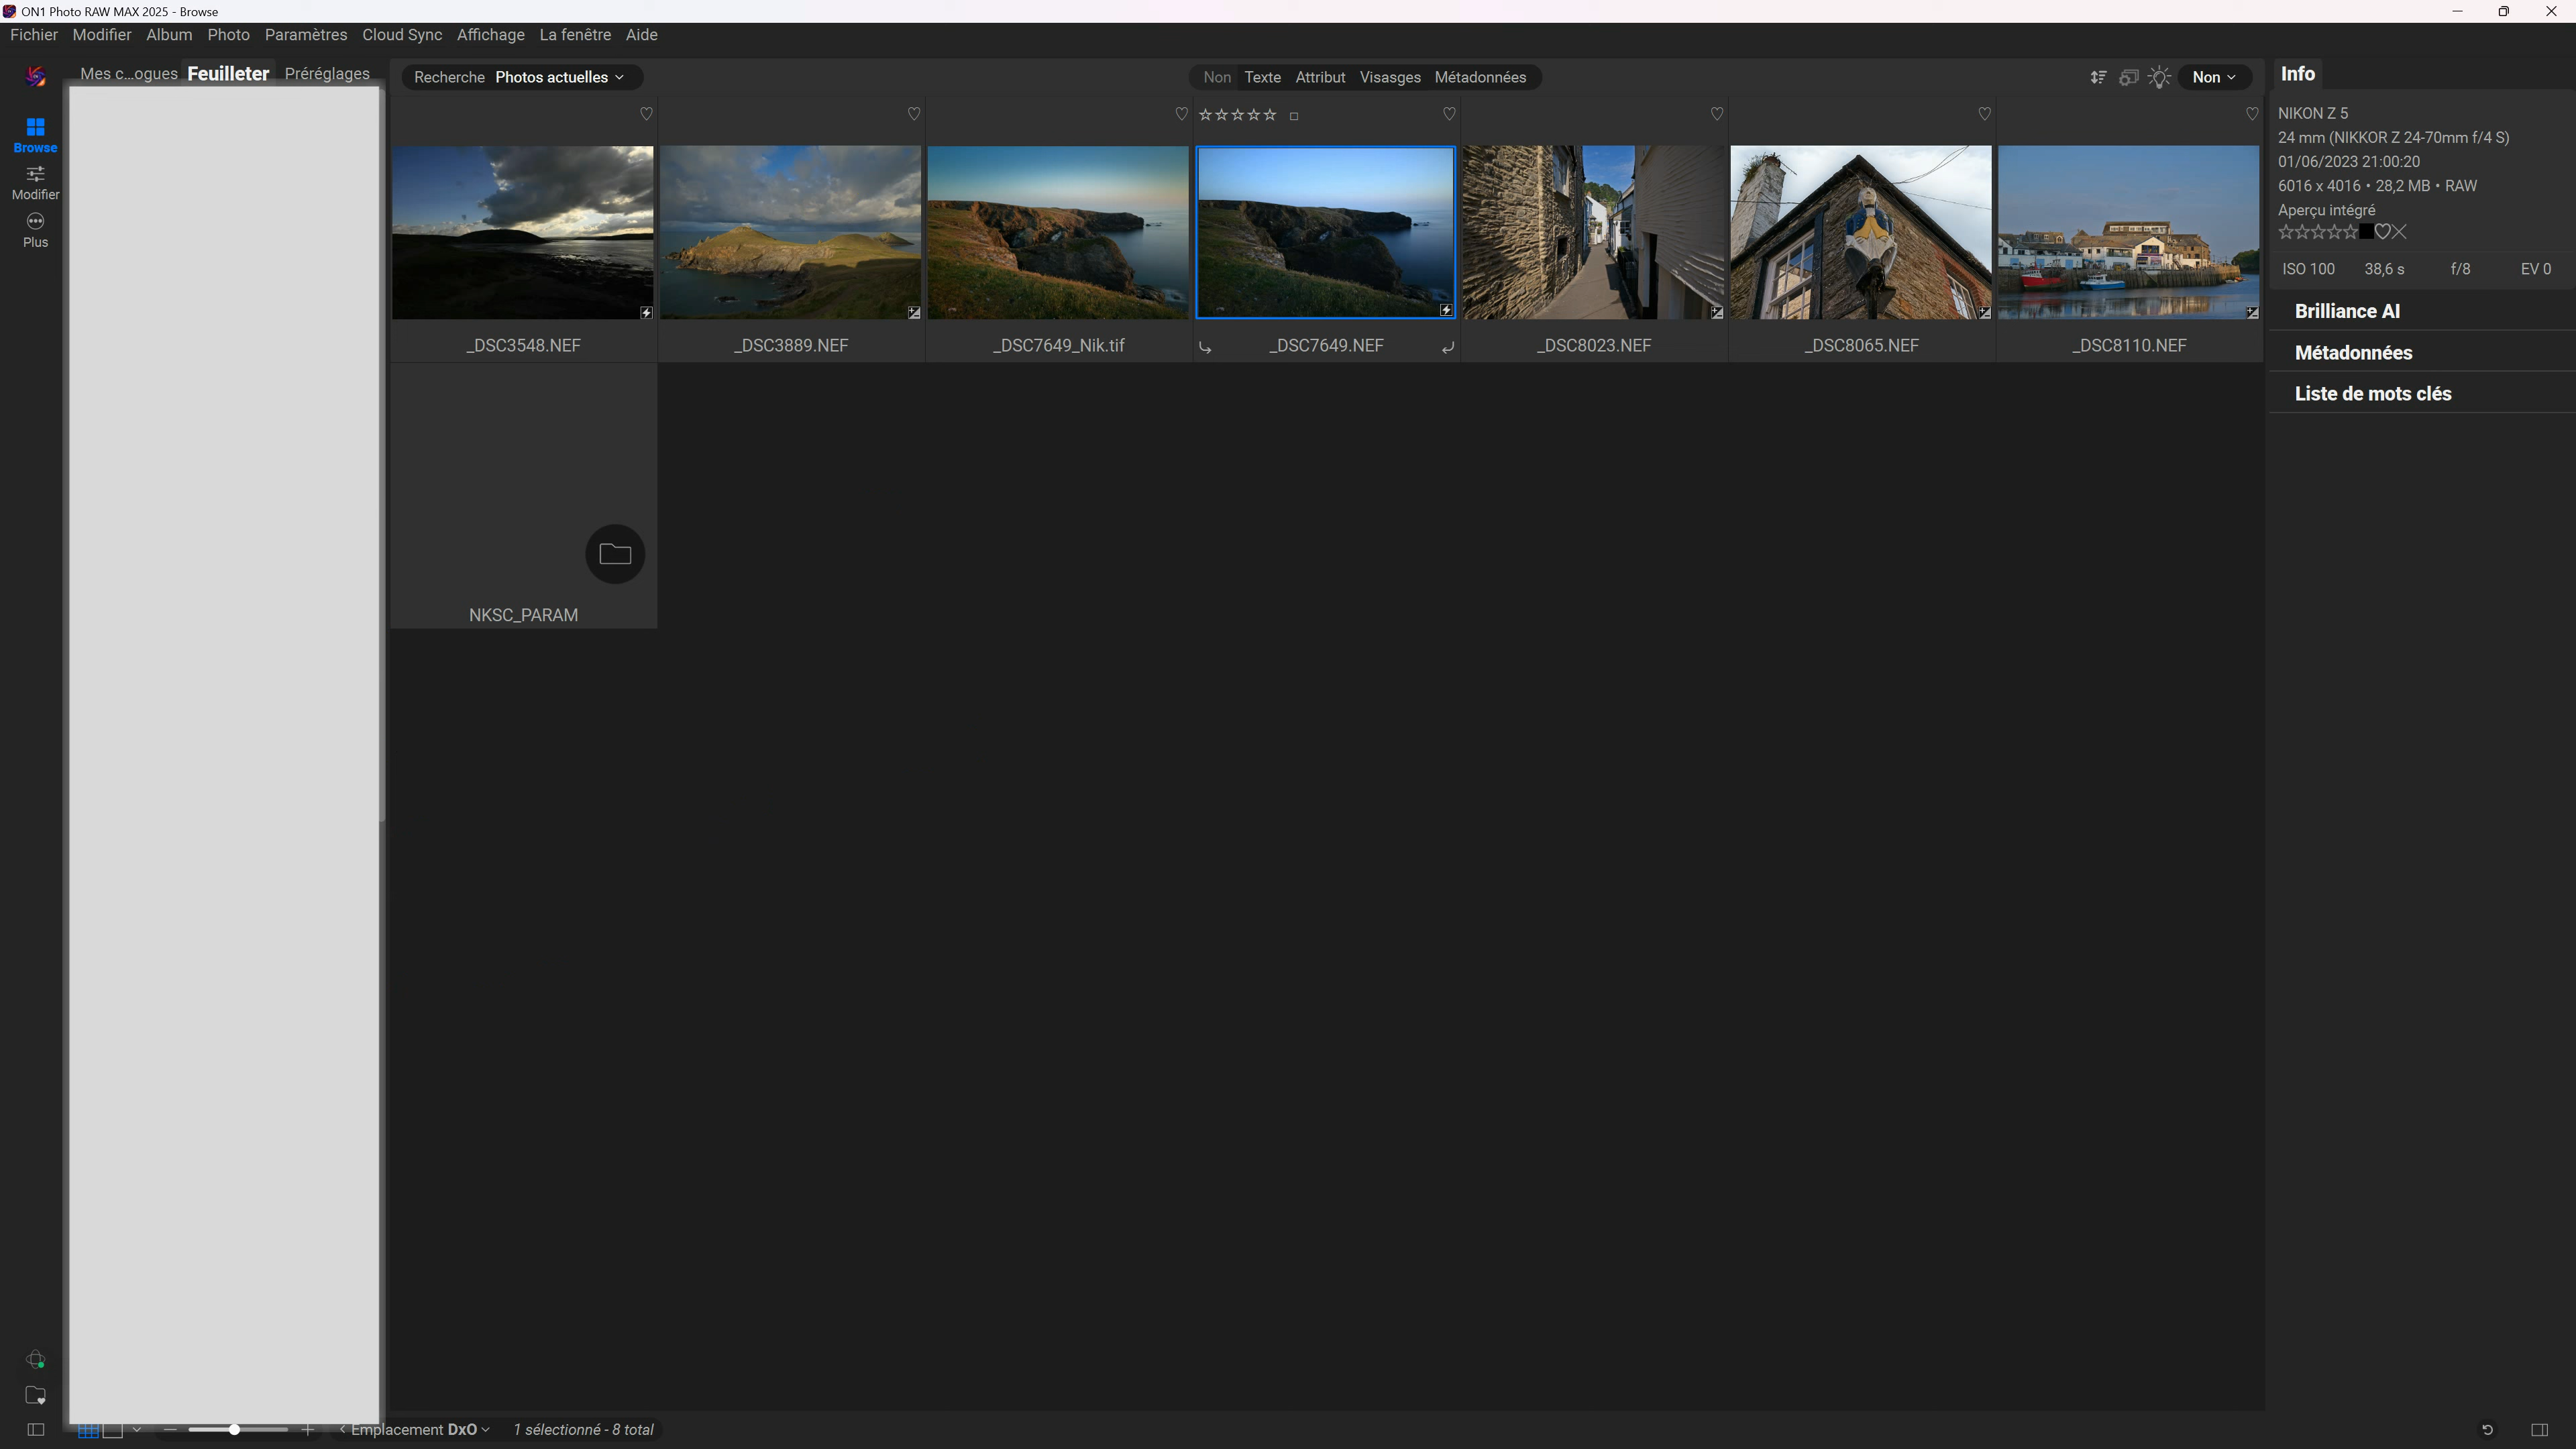 ON1 Photo RAW MAX 2025 - Browse
Fichier Modifier Album Photo Paramètres Cloud Sync Affichage La fenêtre Aide
Mes c...ogues Feuilleter Préréglages
Recherche Photos actuelles
Non Texte Attribut Visasges Métadonnées
Non
Info
Browse
Modifier
Plus
_DSC3548.NEF
_DSC3889.NEF
_DSC7649_Nik.tif
_DSC7649.NEF
_DSC8023.NEF
_DSC8065.NEF
_DSC8110.NEF
NKSC_PARAM
NIKON Z 5
24 mm (NIKKOR Z 24-70mm f/4 S)
01/06/2023 21:00:20
6016 x 4016 • 28,2 MB • RAW
Aperçu intégré
ISO 100 38,6 s f/8 EV 0
Brilliance AI
Métadonnées
Liste de mots clés
Emplacement DxO 1 sélectionné - 8 total